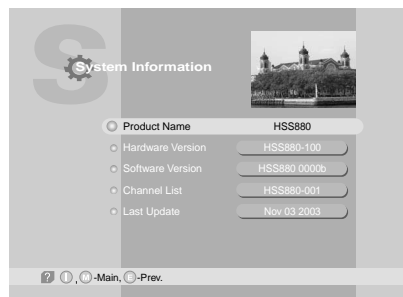 S
System Information
Product Name HSS880
Hardware Version HSS880-100
Software Version HSS880 0000b
Channel List HSS880-001
Last Update Nov 03 2003
? i , M -Main, E -Prev.